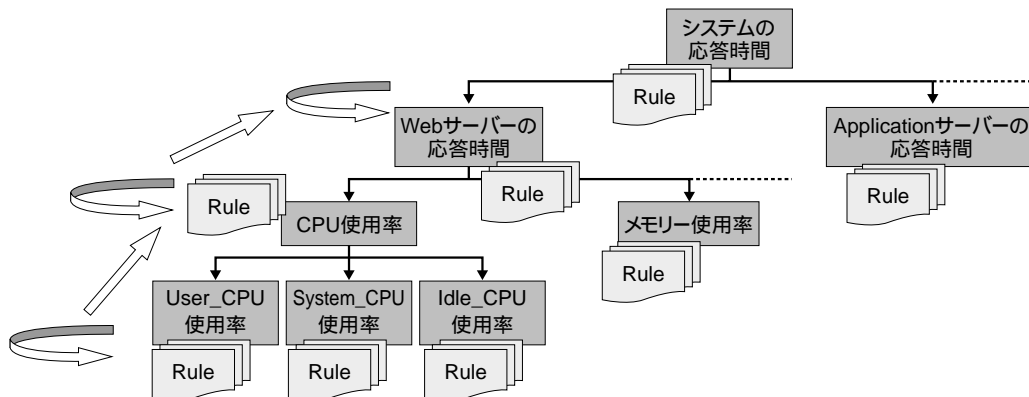 システムの
応答時間
Rule
Webサーバーの
応答時間
Applicationサーバーの
応答時間
Rule
Rule
Rule
CPU使用率
メモリー使用率
Rule
User_CPU
使用率
System_CPU
使用率
Idle_CPU
使用率
Rule
Rule
Rule